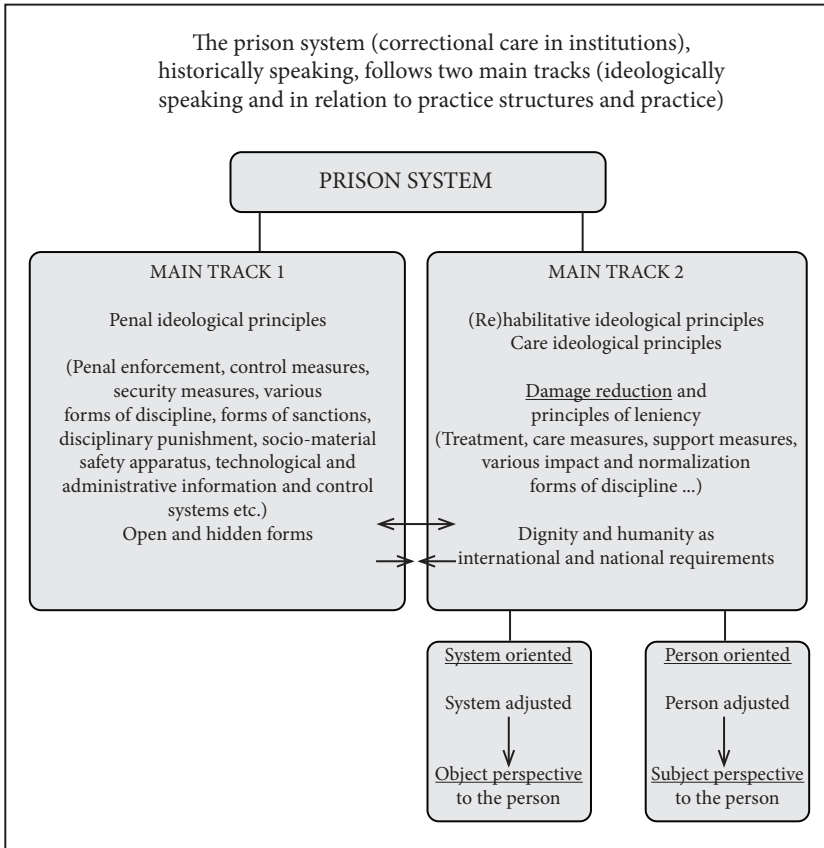 The prison system (correctional care in institutions),
historically speaking, follows two main tracks (ideologically
speaking and in relation to practice structures and practice)
PRISON SYSTEM
MAIN TRACK 1
Penal ideological principles
(Penal enforcement, control measures,
security measures, various
forms of discipline, forms of sanctions,
disciplinary punishment, socio-material
safety apparatus, technological and
administrative information and control
systems etc.)
Open and hidden forms
MAIN TRACK 2
(Re)habilitative ideological principles
Care ideological principles
Damage reduction and
principles of leniency
(Treatment, care measures, support measures,
various impact and normalization
forms of discipline ...)
Dignity and humanity as
international and national requirements
System oriented
System adjusted
Object perspective
to the person
Person oriented
Person adjusted
Subject perspective
to the person